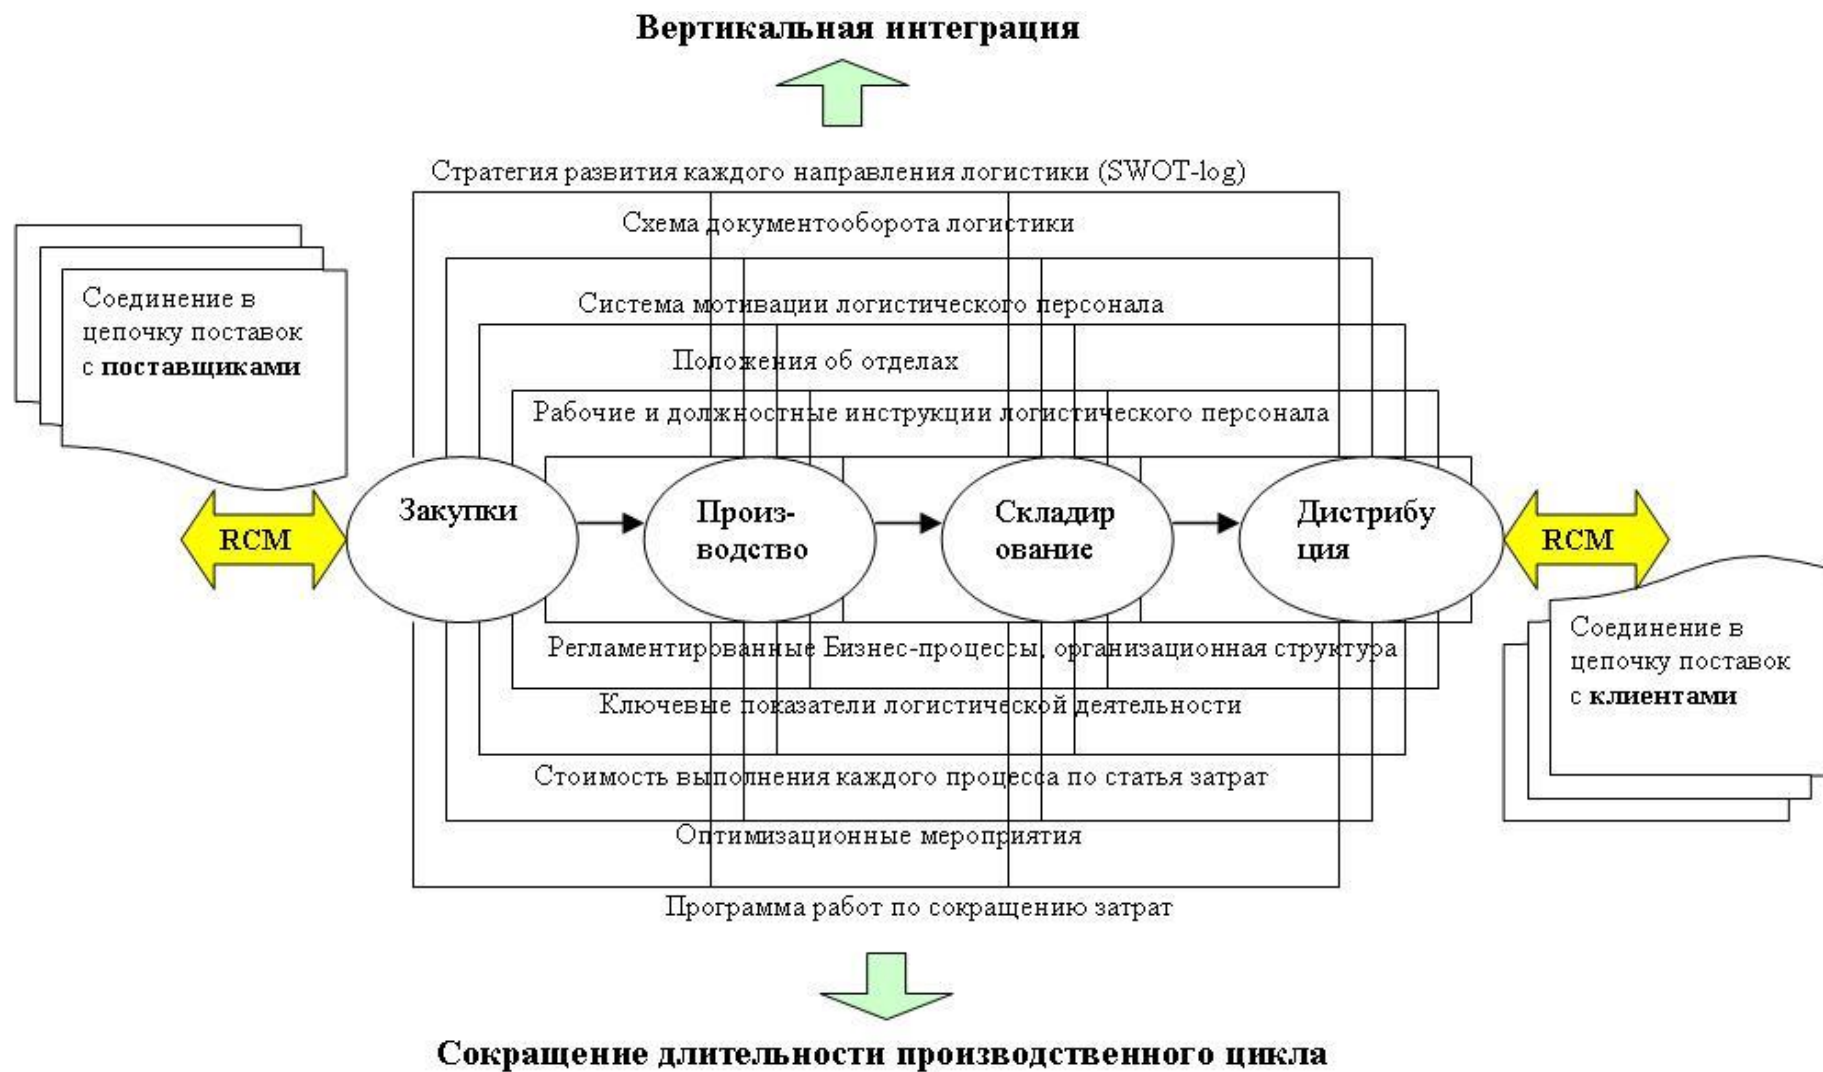 Вертикальная интеграция
Стратегия развития каждого направления логистики (SWOT-log)
Схема документооборота логистики
Система мотивации логистического персонала
Положения об отделах
Рабочие и должностные инструкции логистического персонала
Соединение в
цепочку поставок
с поставщиками
RCM
Закупки
Произ-
водство
Складир
ование
Дистрибу
ция
RCM
Соединение в
цепочку поставок
с клиентами
Регламентированные Бизнес-процессы, организационная структура
Ключевые показатели логистической деятельности
Стоимость выполнения каждого процесса по статья затрат
Оптимизационные мероприятия
Программа работ по сокращению затрат
Сокращение длительности производственного цикла